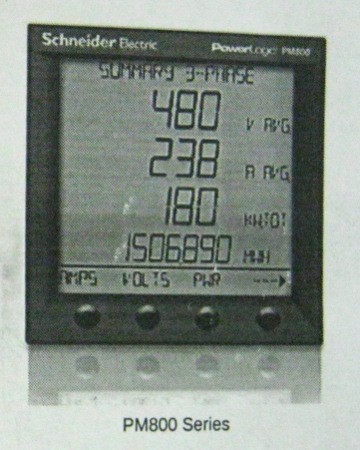 Schneider Electric PowerLogic PM800
SUMMARY 3-PHASE
480 V AVG
238 A AVG
180 KWTOT
1506890 MWH
AMPS VOLTS PWR --->
PM800 Series